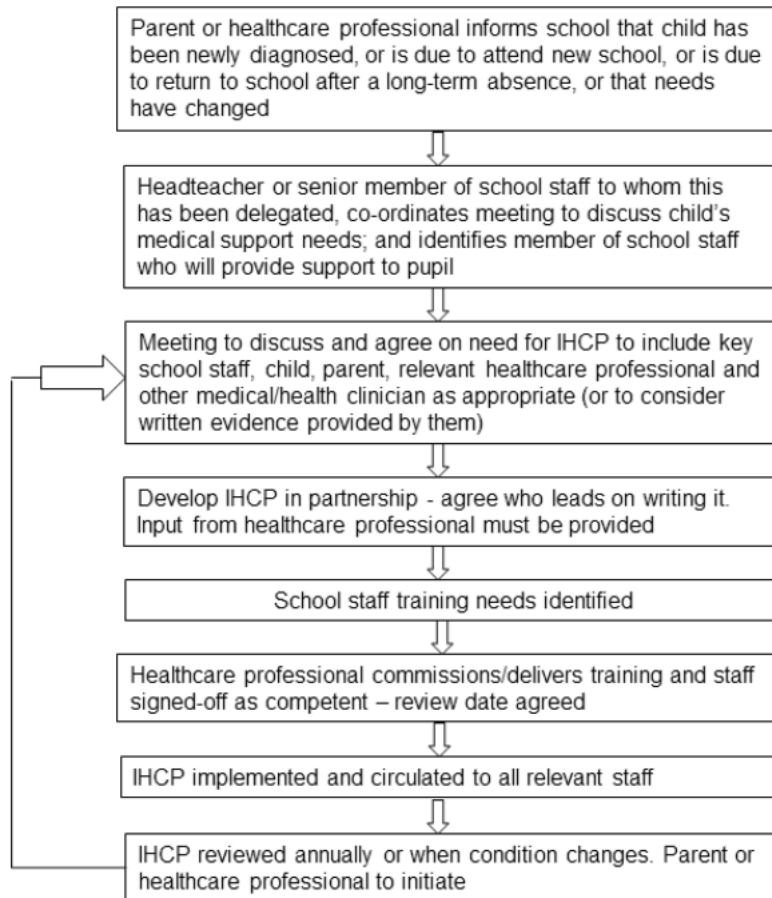 Parent or healthcare professional informs school that child has
been newly diagnosed, or is due to attend new school, or is due
to return to school after a long-term absence, or that needs
have changed
Headteacher or senior member of school staff to whom this
has been delegated, co-ordinates meeting to discuss child's
medical support needs; and identifies member of school staff
who will provide support to pupil
Meeting to discuss and agree on need for IHCP to include key
school staff, child, parent, relevant healthcare professional and
other medical/health clinician as appropriate (or to consider
written evidence provided by them)
Develop IHCP in partnership - agree who leads on writing it.
Input from healthcare professional must be provided
School staff training needs identified
Healthcare professional commissions/delivers training and staff
signed-off as competent – review date agreed
IHCP implemented and circulated to all relevant staff
IHCP reviewed annually or when condition changes. Parent or
healthcare professional to initiate